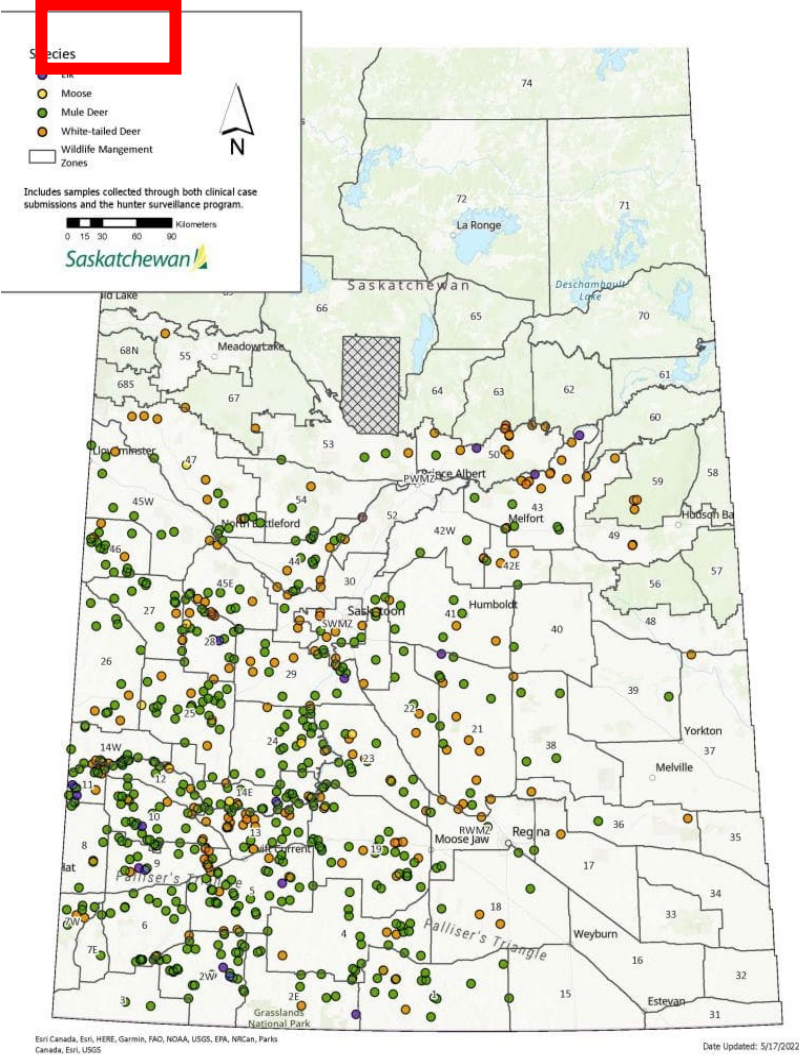 Species
Elk
Moose
Mule Deer
White-tailed Deer
Wildlife Mangement
Zones
N
Includes samples collected through both clinical case
submissions and the hunter surveillance program.
0 15 30 60 90 Kilometers
Saskatchewan
74
72
71
La Ronge
Saskatchewan
Deschambault
Lake
66
65
70
68N
55
Meadow Lake
68S
67
64
63
62
61
60
53
Lloydminster
47
50
Prince Albert
PWMZ
59
58
45W
54
52
43
Melfort
Hudson Ba
North Battleford
42W
49
46
44
42E
57
56
45E
30
27
Saskatoon
41
Humboldt
48
SWMZ
40
28
26
29
39
25
22
21
Yorkton
24
38
37
14W
23
Melville
12
11
14E
10
13
RWMZ
Regina
36
Moose Jaw
35
8
Swift Current
19
9
17
Palliser's Triangle
5
34
18
33
7W
6
4
Palliser's Triangle
Weyburn
7E
16
2W
32
3
2E
1
15
Estevan
Grasslands
National Park
31
Esri Canada, Esri, HERE, Garmin, FAO, NOAA, USGS, EPA, NRCan, Parks
Canada, Esri, USGS
Date Updated: 5/17/2022